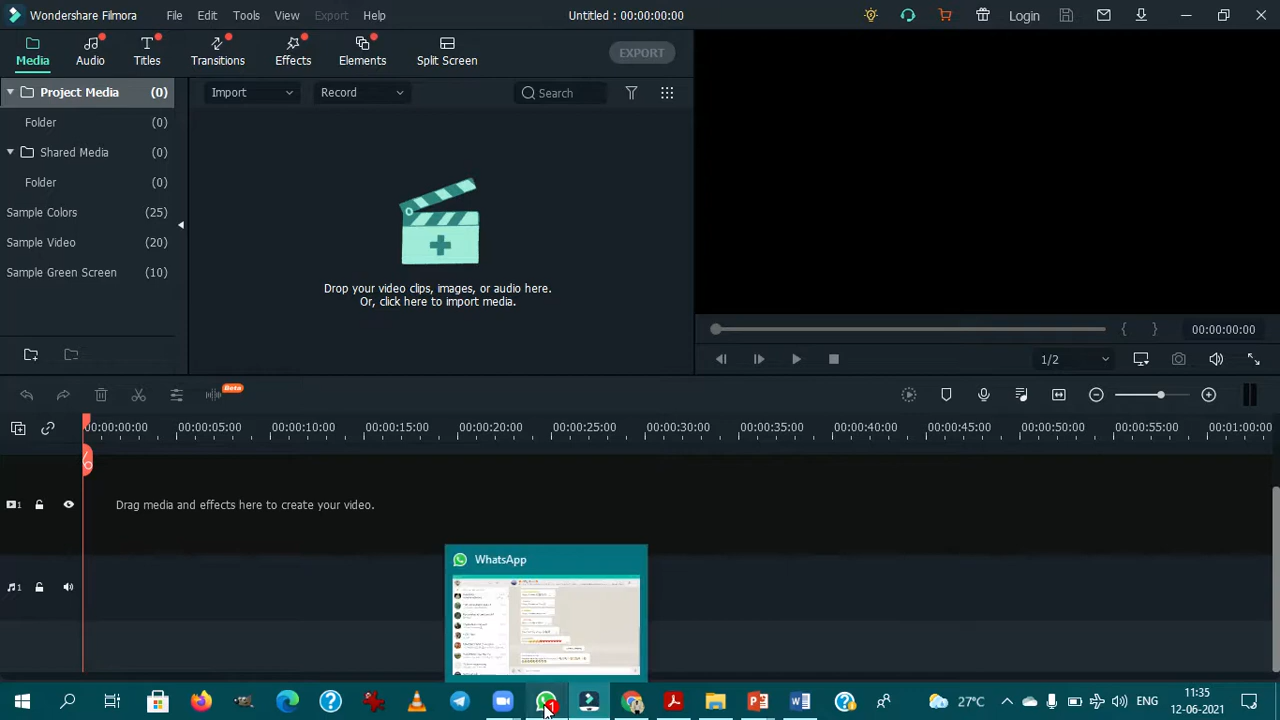 Wondershare Filmora File Edit Tools View Export Help Untitled : 00:00:00:00 Login
Media Audio Titles Transitions Effects Elements Split Screen EXPORT
Project Media (0)
Import Record Search
Folder (0)
Shared Media (0)
Folder (0)
Sample Colors (25)
Sample Video (20)
Sample Green Screen (10)
Drop your video clips, images, or audio here.
Or, click here to import media.
{ } 00:00:00:00
1/2
Beta
00:00:00:00 00:00:05:00 00:00:10:00 00:00:15:00 00:00:20:00 00:00:25:00 00:00:30:00 00:00:35:00 00:00:40:00 00:00:45:00 00:00:50:00 00:00:55:00 00:01:00:00
1 Drag media and effects here to create your video.
WhatsApp
1
1 27°C ENG 11:33
12-06-2021